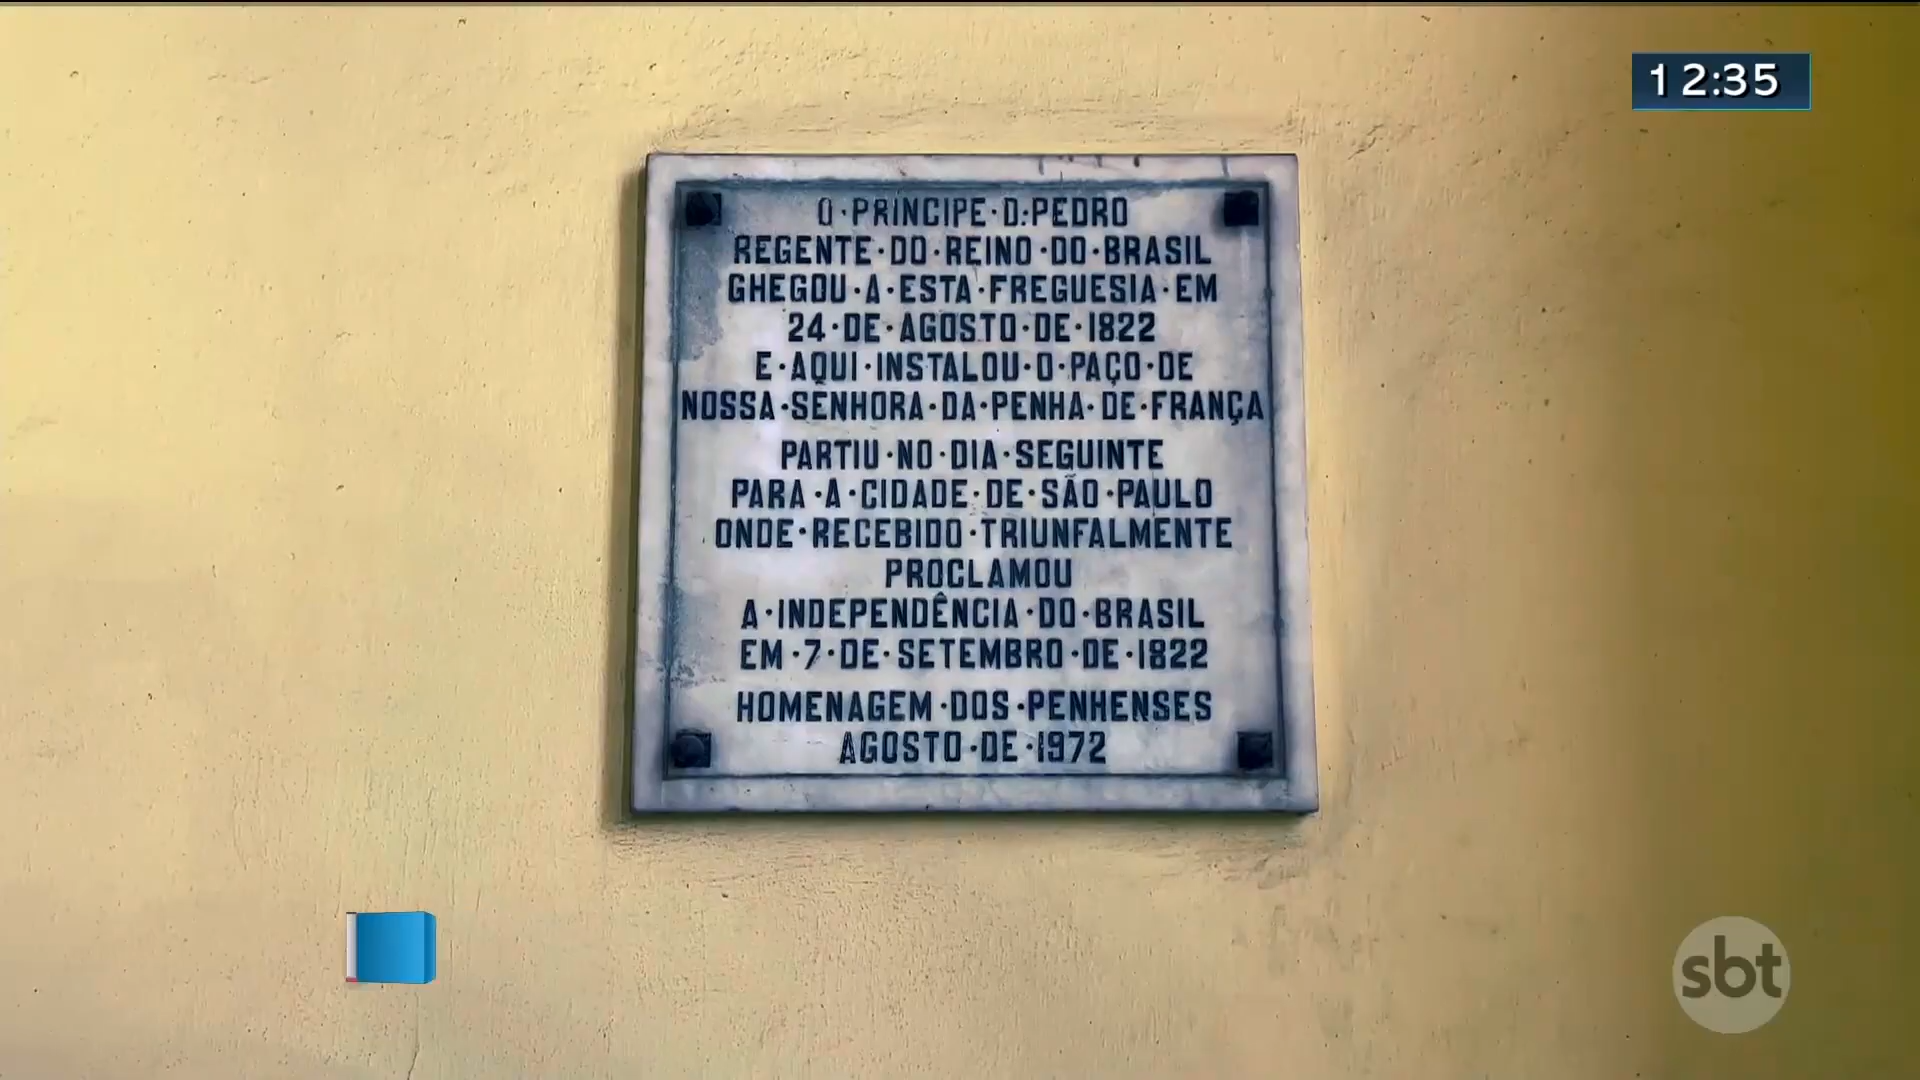 12:35
O·PRINCIPE·D.PEDRO
REGENTE·DO·REINO·DO·BRASIL
CHEGOU·A·ESTA·FREGUESIA·EM
24·DE·AGOSTO·DE·1822
E·AQUI·INSTALOU·O·PAÇO·DE
NOSSA·SENHORA·DA·PENHA·DE·FRANÇA
PARTIU·NO·DIA·SEGUINTE
PARA·A·CIDADE·DE·SÃO·PAULO
ONDE·RECEBIDO·TRIUNFALMENTE
PROCLAMOU
A·INDEPENDÊNCIA·DO·BRASIL
EM·7·DE·SETEMBRO·DE·1822
HOMENAGEM·DOS·PENHENSES
AGOSTO·DE·1972
sbt